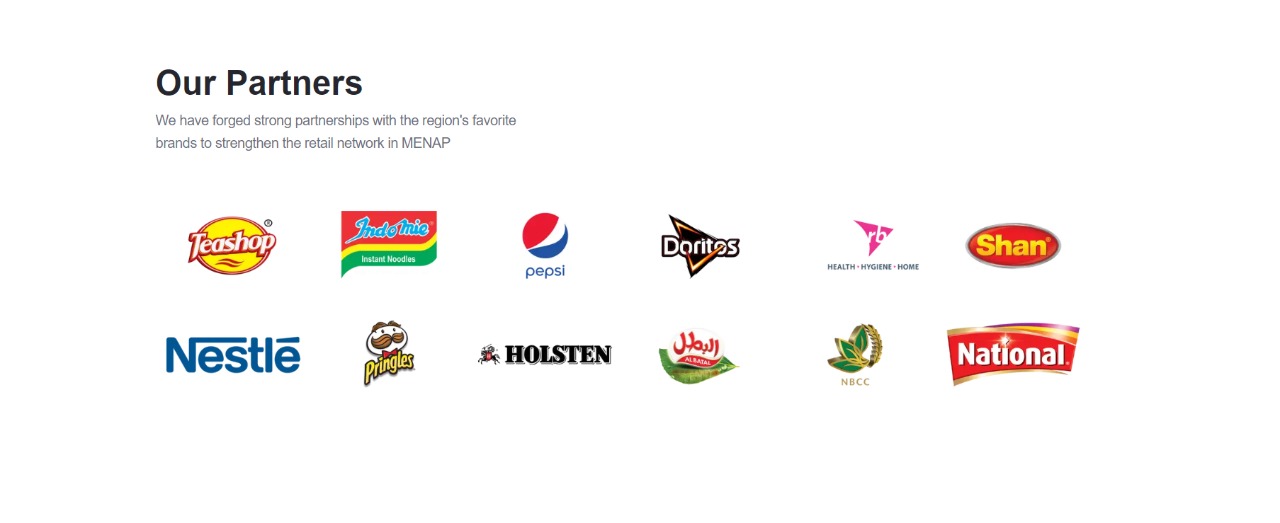 Our Partners
We have forged strong partnerships with the region's favorite
brands to strengthen the retail network in MENAP
Teashop ®
Indomie
Instant Noodles
pepsi
Doritos
rb
HEALTH • HYGIENE • HOME
Shan
Nestlé
Pringles
HOLSTEN
البطل
AL BATAL
NBCC
National